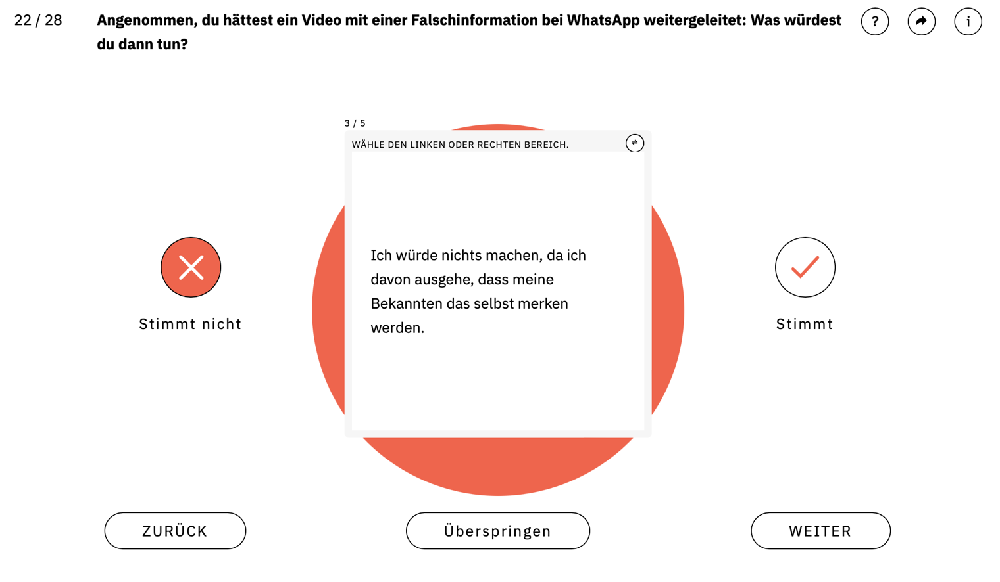 22 / 28
Angenommen, du hättest ein Video mit einer Falschinformation bei WhatsApp weitergeleitet: Was würdest
du dann tun?
?
i
3 / 5
WÄHLE DEN LINKEN ODER RECHTEN BEREICH.
Ich würde nichts machen, da ich
davon ausgehe, dass meine
Bekannten das selbst merken
werden.
Stimmt nicht
Stimmt
ZURÜCK
Überspringen
WEITER